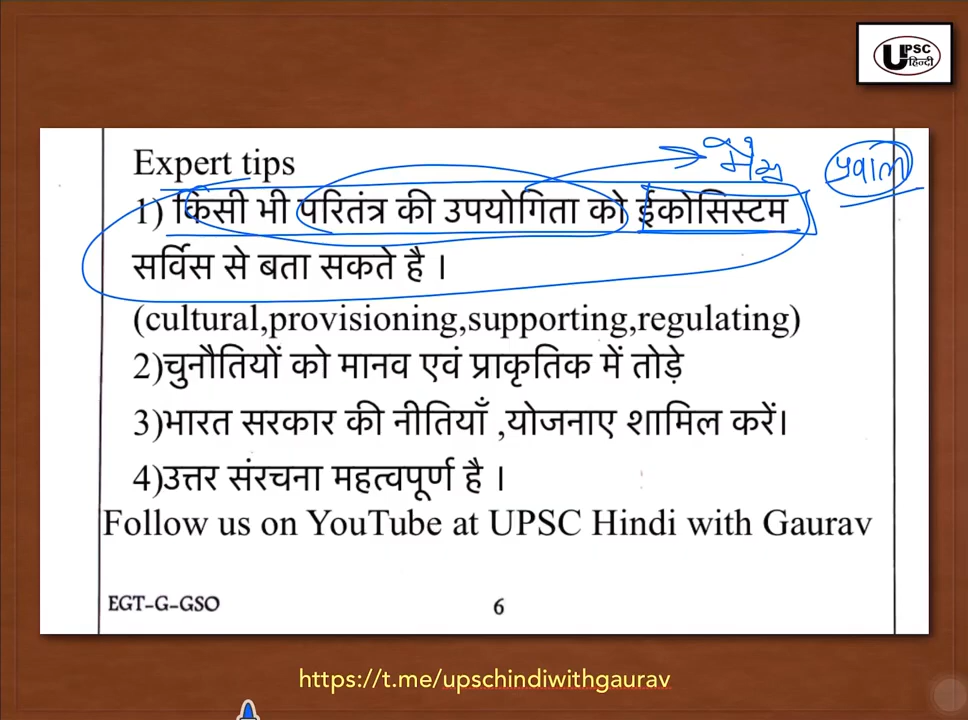 UPSC
हिन्दी
मैंग्रु
प्रवाल
Expert tips
1) किसी भी परितंत्र की उपयोगिता को ईकोसिस्टम
सर्विस से बता सकते है ।
(cultural,provisioning,supporting,regulating)
2)चुनौतियों को मानव एवं प्राकृतिक में तोड़े
3)भारत सरकार की नीतियाँ ,योजनाए शामिल करें।
4)उत्तर संरचना महत्वपूर्ण है ।
Follow us on YouTube at UPSC Hindi with Gaurav
EGT-G-GSO 6
https://t.me/upschindiwithgaurav